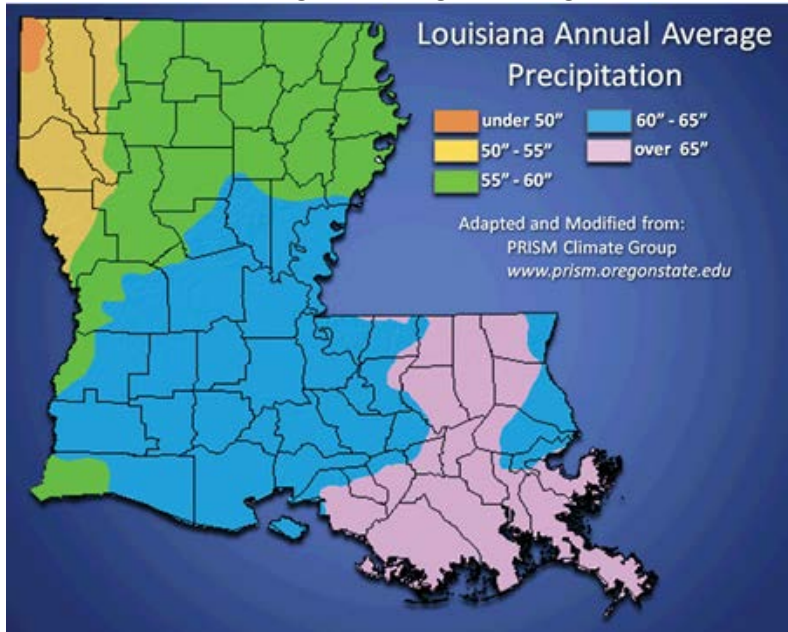 Louisiana Annual Average
Precipitation
under 50”
60” - 65”
50” - 55”
over 65”
55” - 60”
Adapted and Modified from:
PRISM Climate Group
www.prism.oregonstate.edu